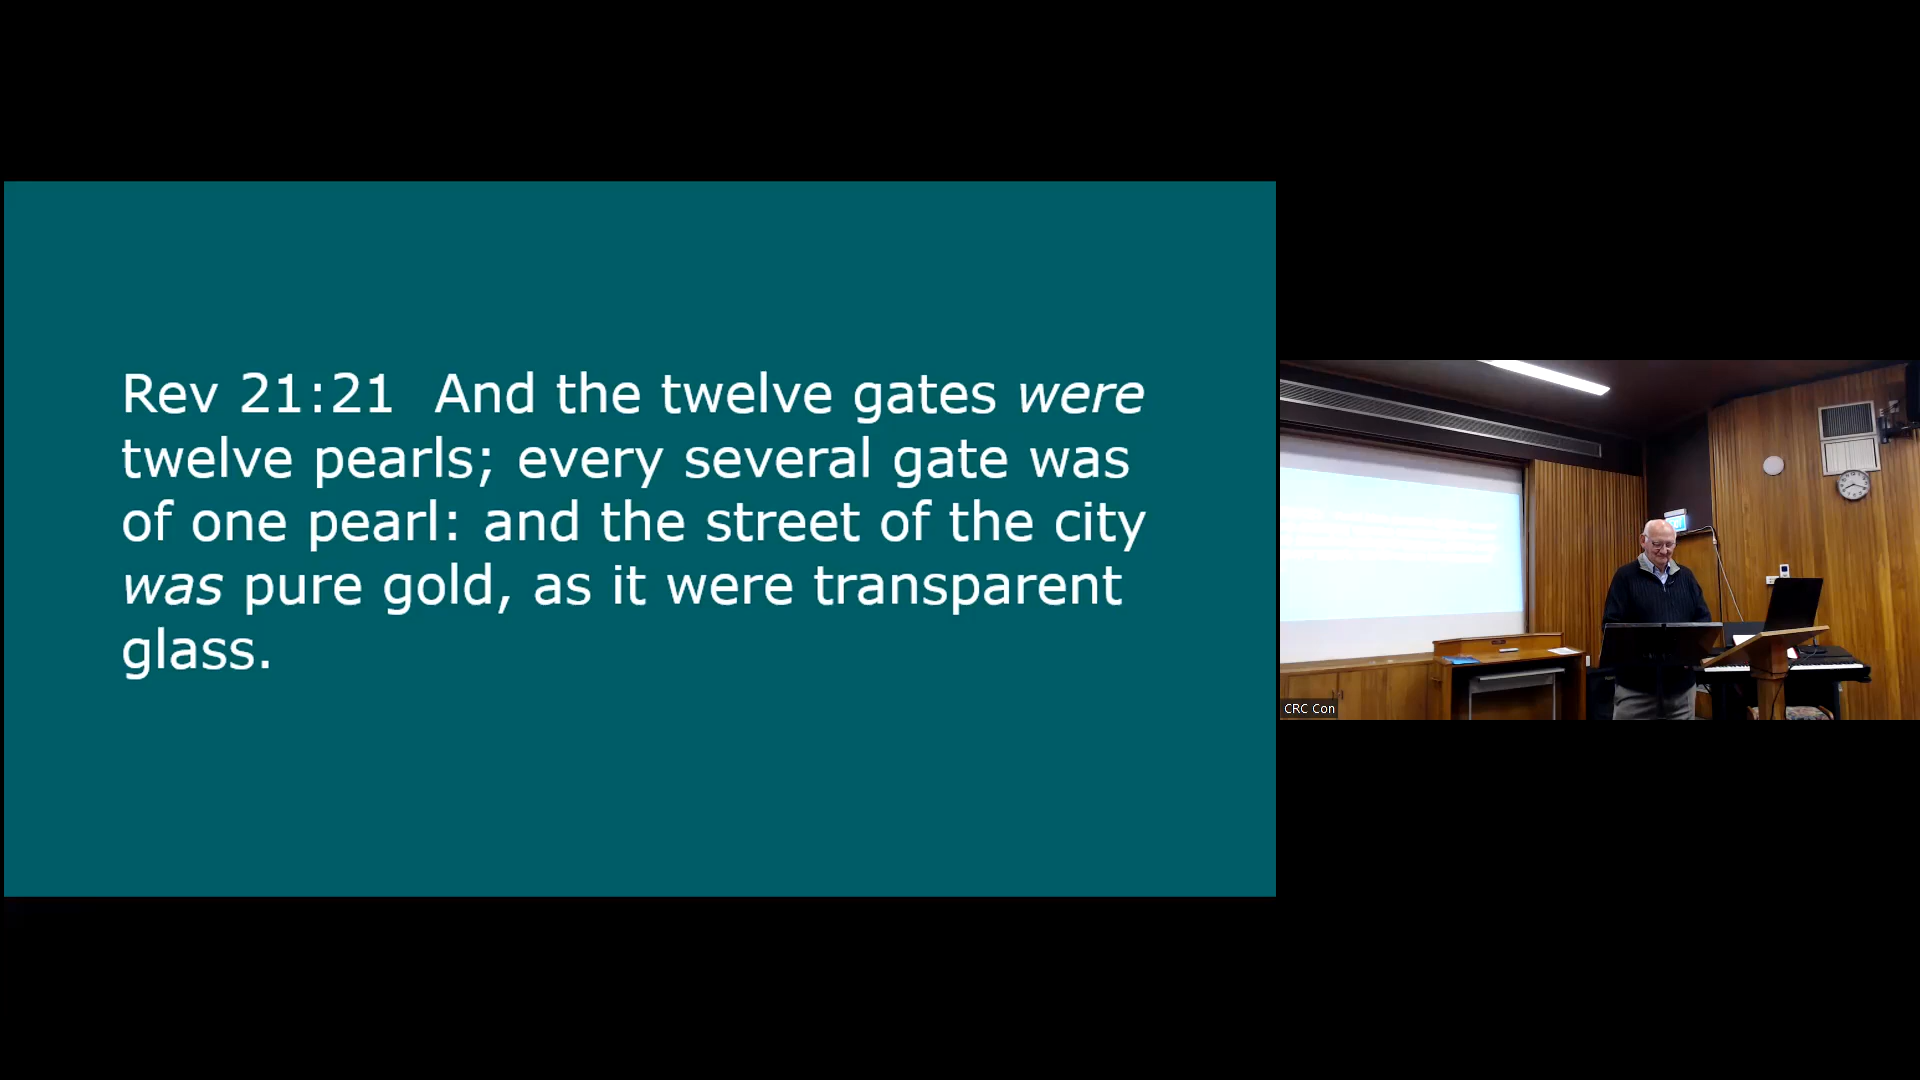 Rev 21:21 And the twelve gates were
twelve pearls; every several gate was
of one pearl: and the street of the city
was pure gold, as it were transparent
glass.
CRC Con